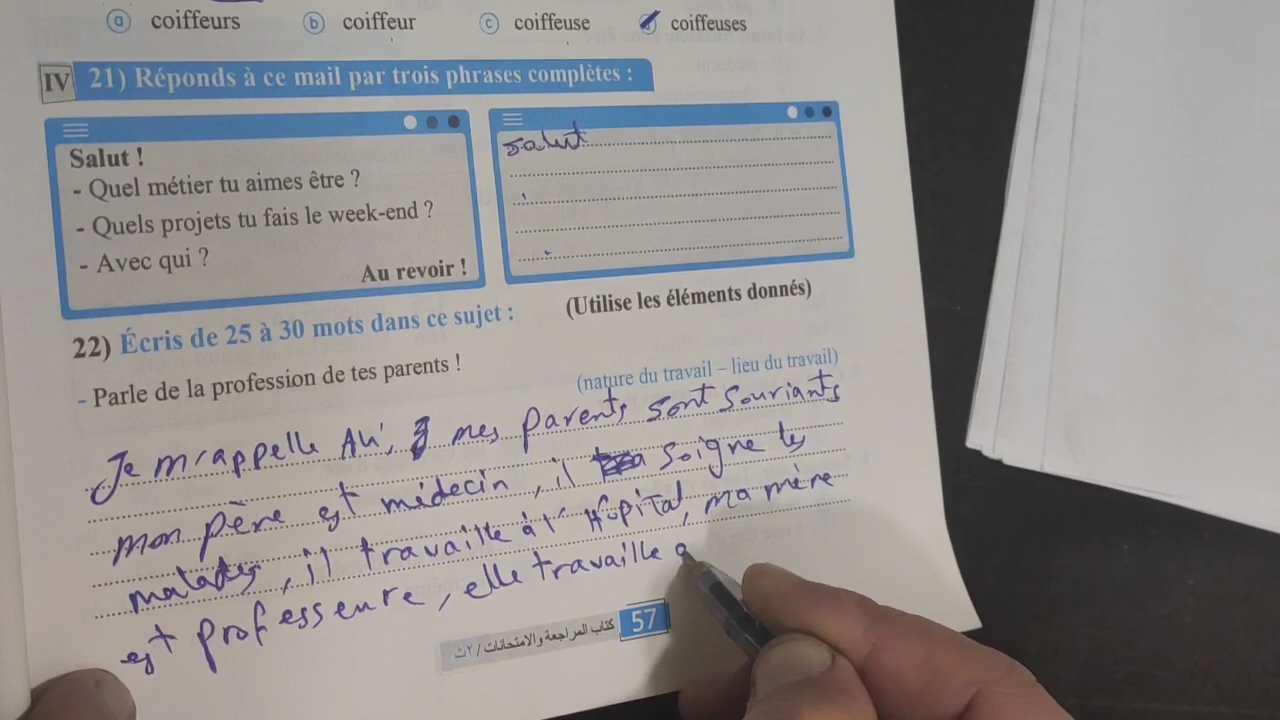 a coiffeurs b coiffeur c coiffeuse coiffeuses
IV 21) Réponds à ce mail par trois phrases complètes :
Salut !
- Quel métier tu aimes être ?
- Quels projets tu fais le week-end ?
- Avec qui ?
Au revoir !
salut
(Utilise les éléments donnés)
22) Écris de 25 à 30 mots dans ce sujet :
- Parle de la profession de tes parents !
(nature du travail – lieu du travail)
Je m'appelle Ali, mes parents sont souriants
mon père est médecin, il soigne les
malades, il travaille à l'Hôpital, ma mère
est professeure, elle travaille
57 كتاب المراجعة والامتحانات / ٢ث